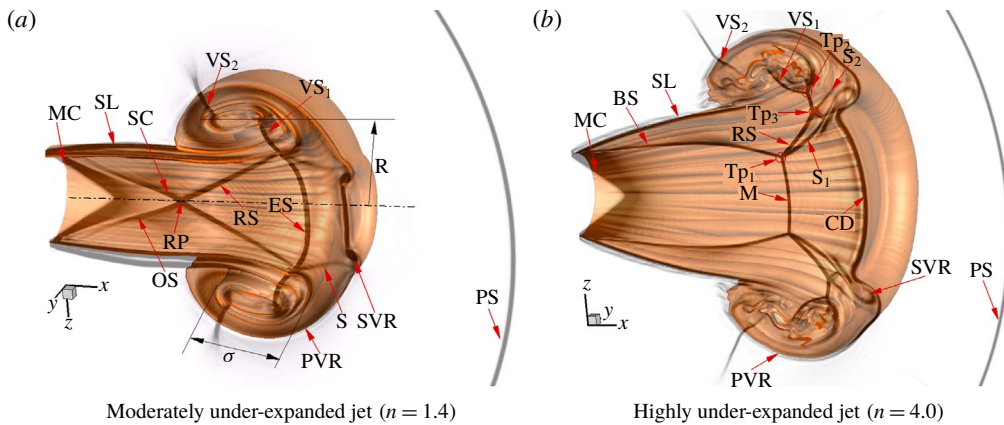 (a)
VS₂
VS₁
MC
SL
SC
R
ES
RS
RP
OS
S
SVR
PS
PVR
σ
x
y
z
Moderately under-expanded jet (n = 1.4)
(b)
VS₂
VS₁
Tp₂
S₂
SL
BS
MC
Tp₃
RS
Tp₁
S₁
M
CD
SVR
PS
PVR
z
y
x
Highly under-expanded jet (n = 4.0)